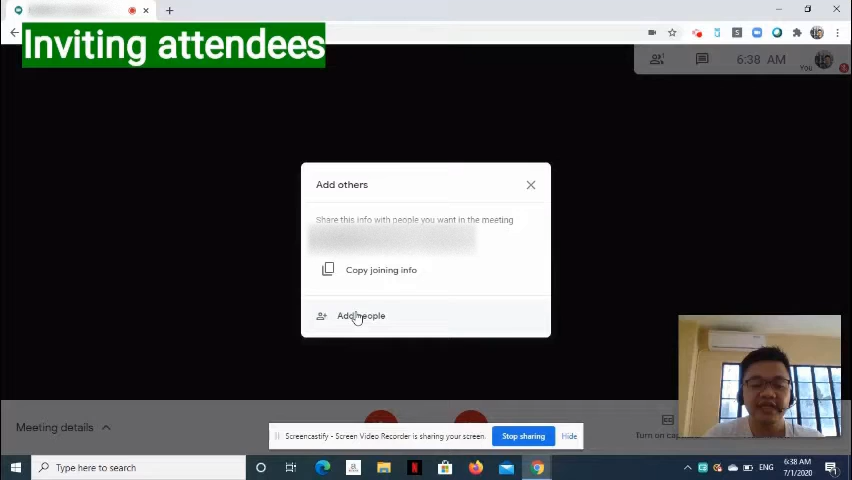 Inviting attendees
1
6:38 AM
You
Add others
Share this info with people you want in the meeting
Copy joining info
Add people
Meeting details
Turn on cap
Screencastify - Screen Video Recorder is sharing your screen.
Stop sharing
Hide
Type here to search
ENG
6:38 AM
7/1/2020